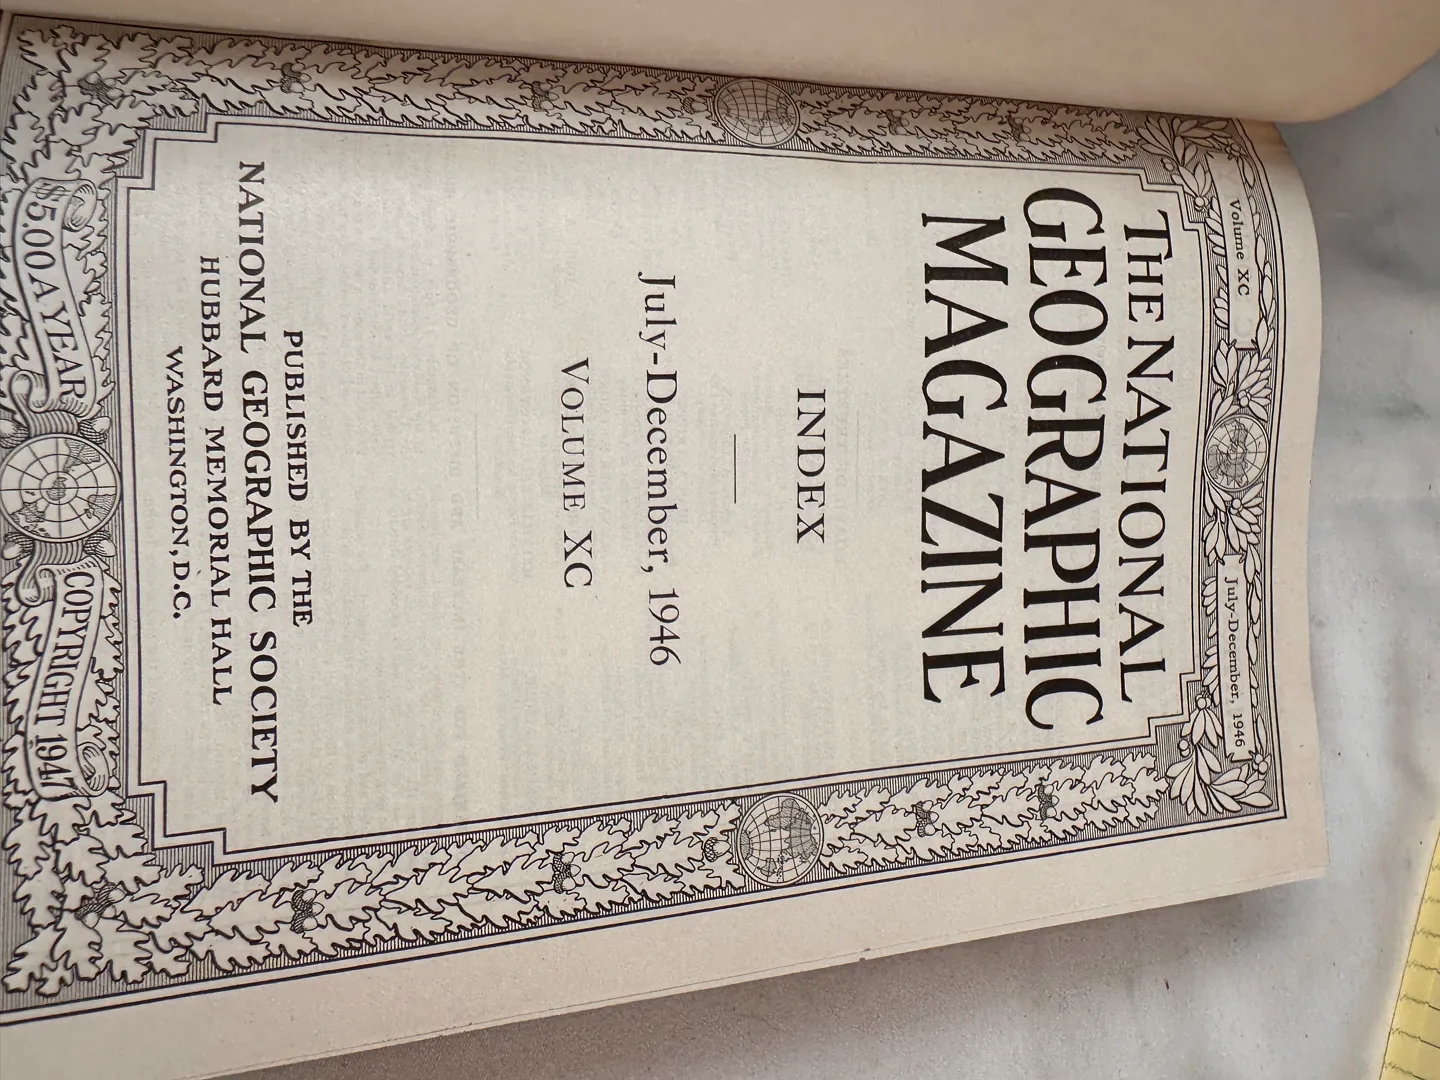 Volume XC
July-December, 1946
THE NATIONAL
GEOGRAPHIC
MAGAZINE
INDEX
July-December, 1946
VOLUME XC
PUBLISHED BY THE
NATIONAL GEOGRAPHIC SOCIETY
HUBBARD MEMORIAL HALL
WASHINGTON, D.C.
$5.00 A YEAR
COPYRIGHT 1947